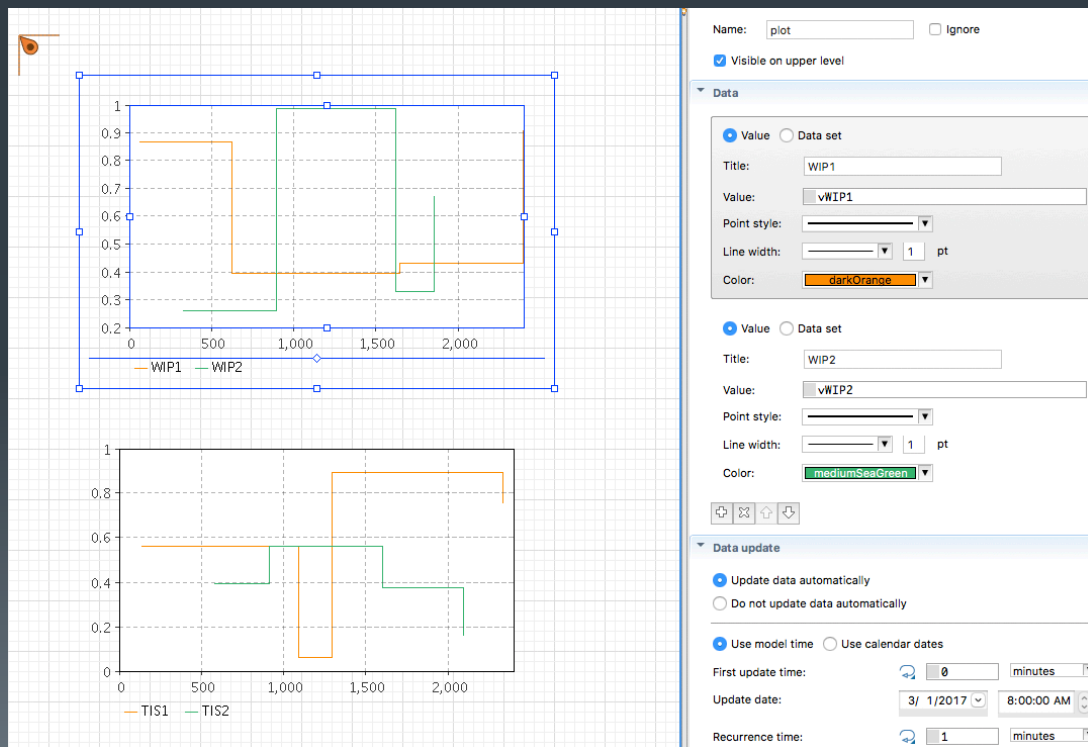 1
0.9
0.8
0.7
0.6
0.5
0.4
0.3
0.2
0 500 1,000 1,500 2,000
WIP1 WIP2
1
0.8
0.6
0.4
0.2
0
0 500 1,000 1,500 2,000
TIS1 TIS2
Name: plot Ignore
Visible on upper level
Data
Value Data set
Title: WIP1
Value: vWIP1
Point style:
Line width: 1 pt
Color: darkOrange
Value Data set
Title: WIP2
Value: vWIP2
Point style:
Line width: 1 pt
Color: mediumSeaGreen
Data update
Update data automatically
Do not update data automatically
Use model time Use calendar dates
First update time: 0 minutes
Update date: 3/ 1/2017 8:00:00 AM
Recurrence time: 1 minutes